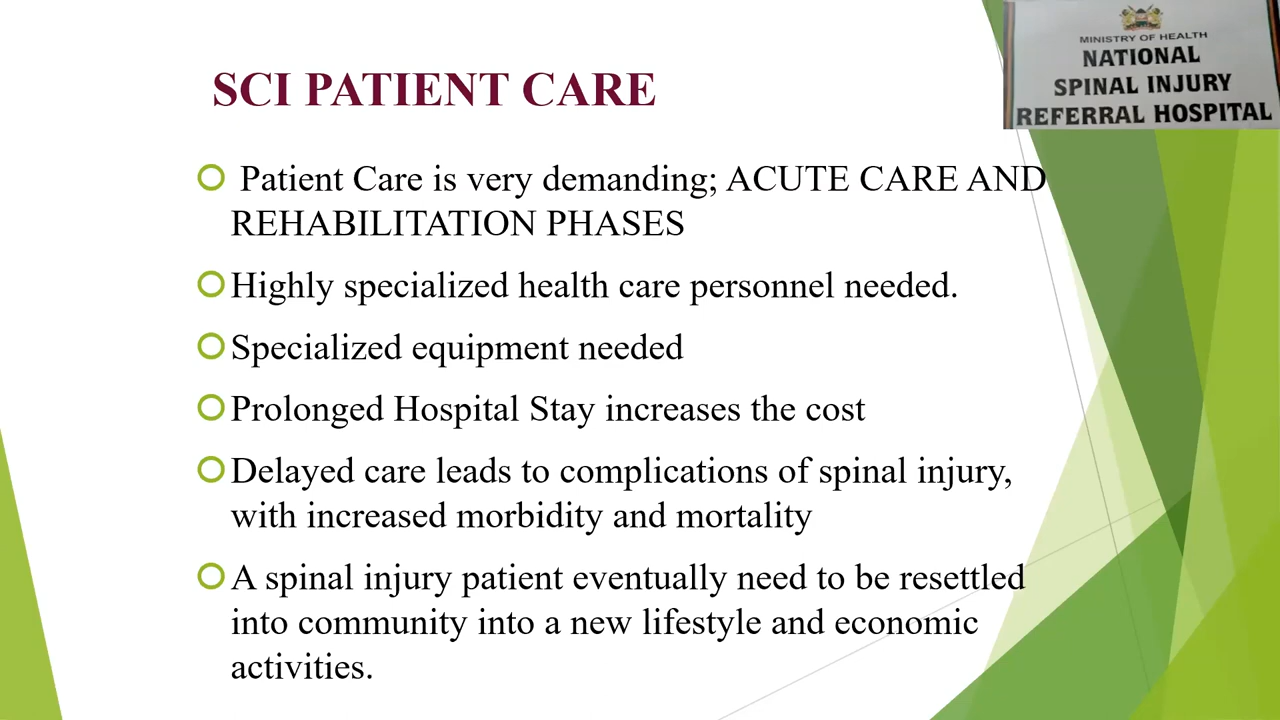 MINISTRY OF HEALTH
NATIONAL
SPINAL INJURY
REFERRAL HOSPITAL
SCI PATIENT CARE
Patient Care is very demanding; ACUTE CARE AND
REHABILITATION PHASES
Highly specialized health care personnel needed.
Specialized equipment needed
Prolonged Hospital Stay increases the cost
Delayed care leads to complications of spinal injury,
with increased morbidity and mortality
A spinal injury patient eventually need to be resettled
into community into a new lifestyle and economic
activities.